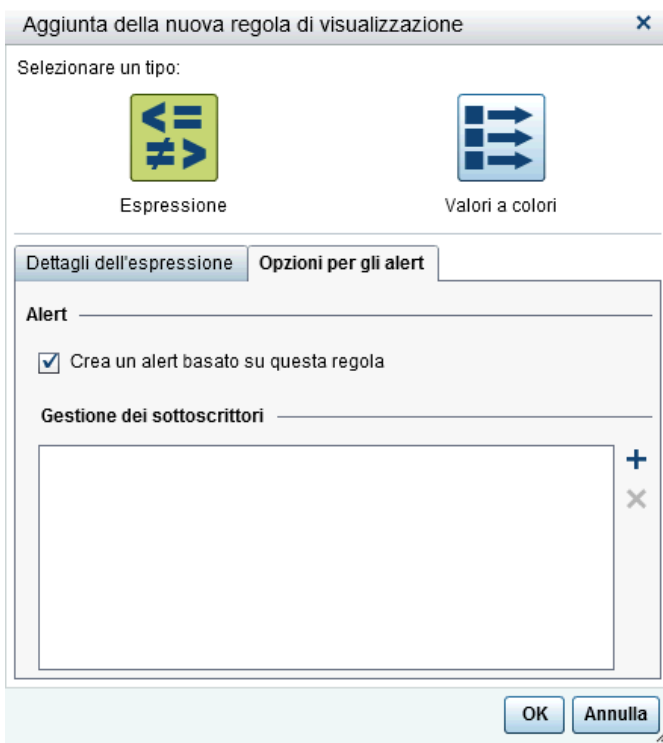 Aggiunta della nuova regola di visualizzazione
Selezionare un tipo:
Espressione
Valori a colori
Dettagli dell'espressione
Opzioni per gli alert
Alert
Crea un alert basato su questa regola
Gestione dei sottoscrittori
OK
Annulla